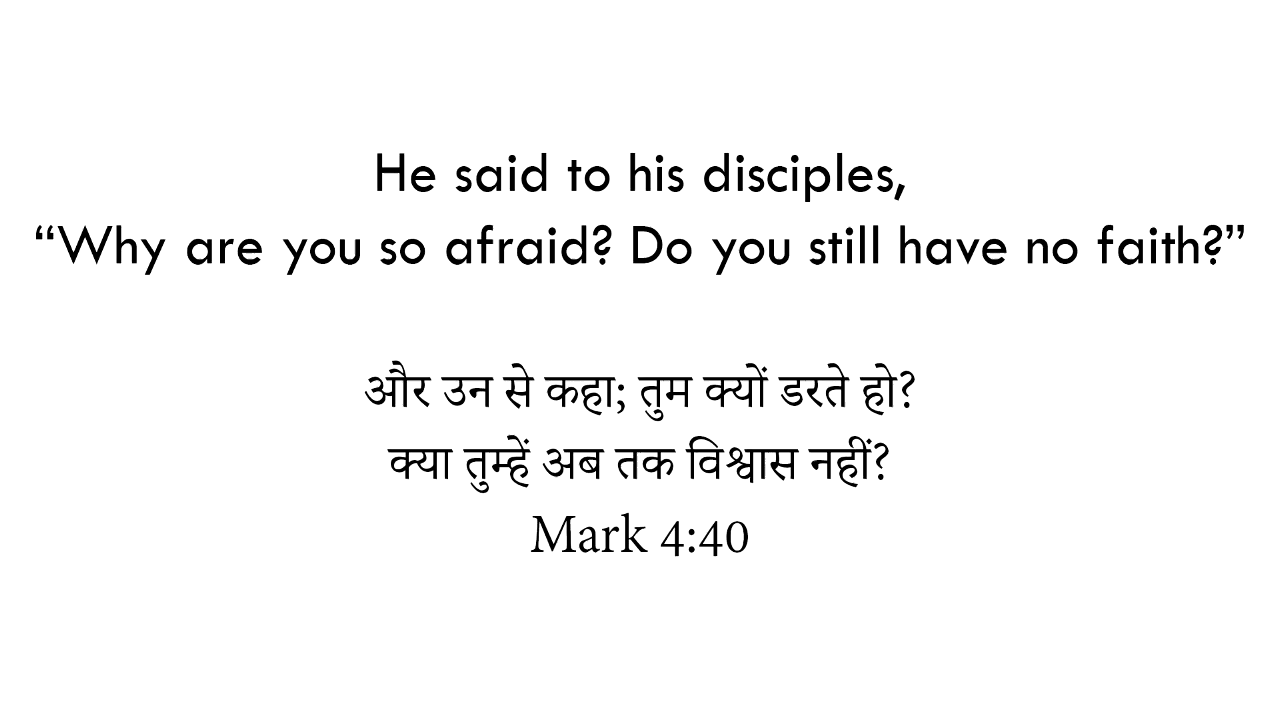 He said to his disciples,
“Why are you so afraid? Do you still have no faith?”
और उन से कहा; तुम क्यों डरते हो?
क्या तुम्हें अब तक विश्वास नहीं?
Mark 4:40